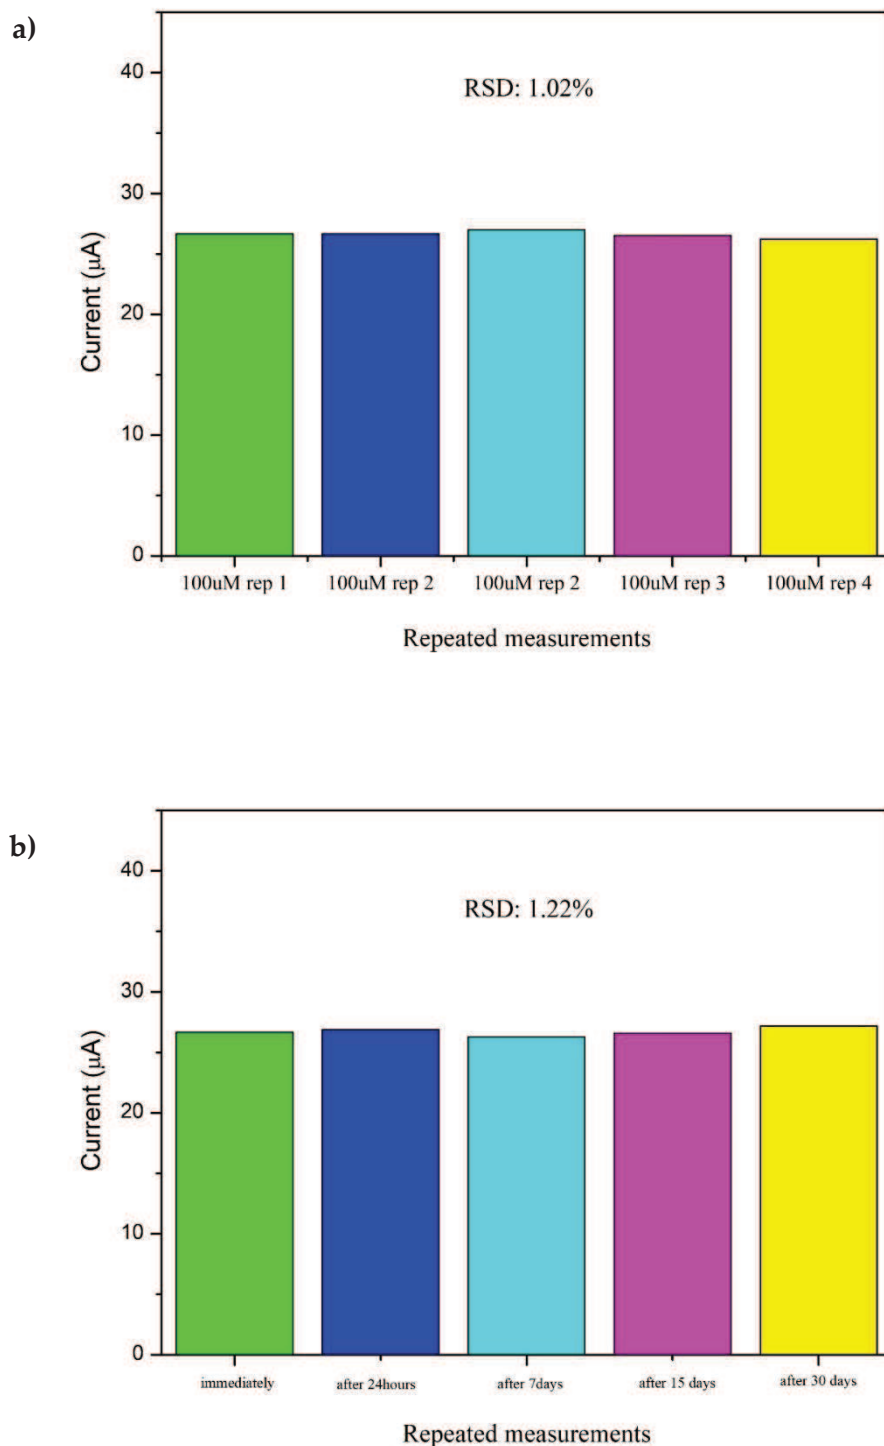 a)
RSD: 1.02%
40
30
20
10
0
Current (μA)
100uM rep 1 100uM rep 2 100uM rep 2 100uM rep 3 100uM rep 4
Repeated measurements
b)
RSD: 1.22%
40
30
20
10
0
Current (μA)
immediately after 24hours after 7days after 15 days after 30 days
Repeated measurements